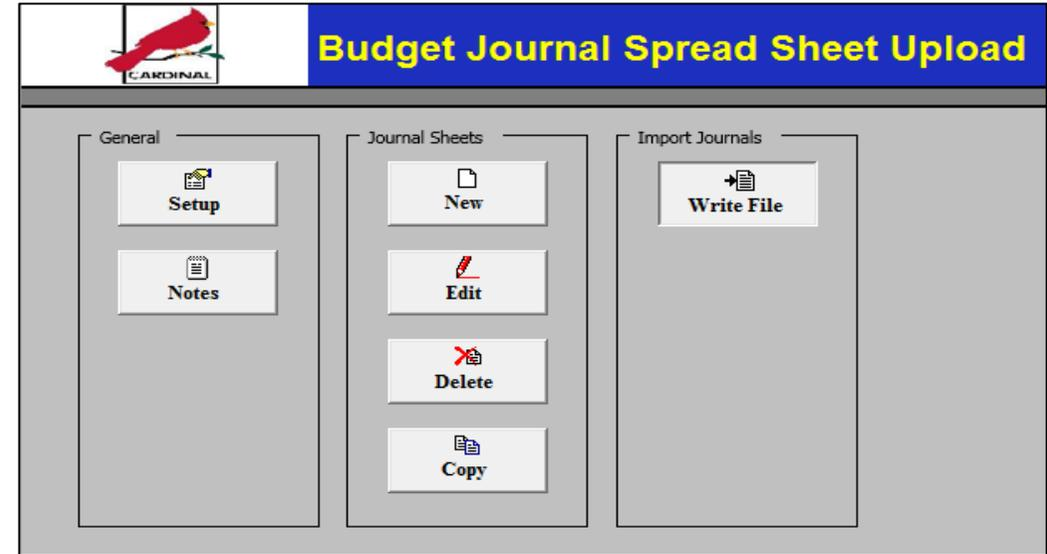 CARDINAL
Budget Journal Spread Sheet Upload
General
Setup
Notes
Journal Sheets
New
Edit
Delete
Copy
Import Journals
Write File